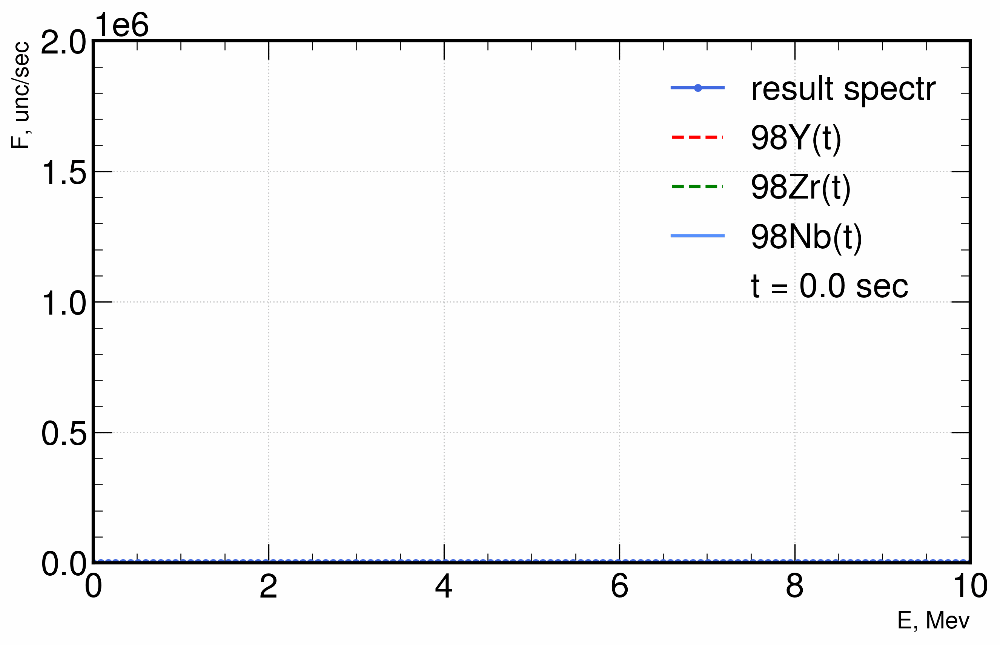 1e6
F, unc/sec
2.0
1.5
1.0
0.5
0.0
result spectr
98Y(t)
98Zr(t)
98Nb(t)
t = 0.0 sec
0 2 4 6 8 10
E, Mev